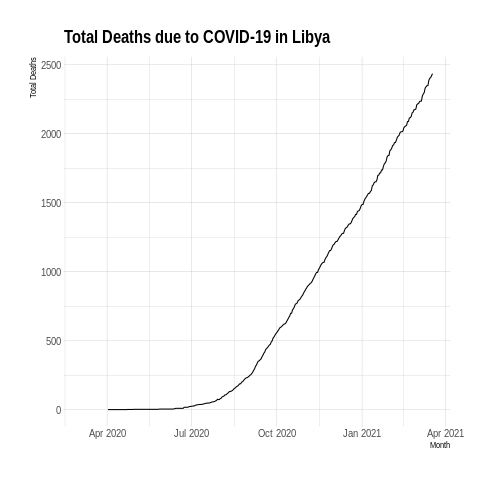 Total Deaths due to COVID-19 in Libya
Total Deaths
2500
2000
1500
1000
500
0
Apr 2020 Jul 2020 Oct 2020 Jan 2021 Apr 2021
Month